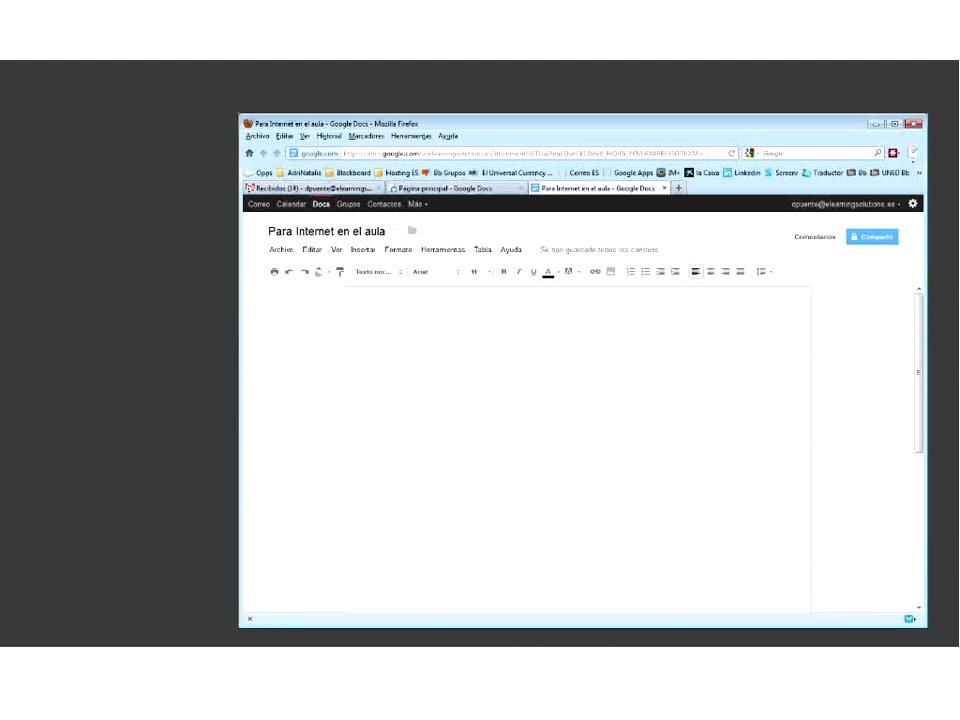 Para Internet en el aula - Google Docs - Mozilla Firefox
Archivo Editar Ver Historial Marcadores Herramientas Ayuda
google.com Google
Opps AdriNatalia Blackboard Hosting ES Bb Grupos El Universal Currency ... Correo ES Google Apps IM+ la Caixa Linkedin Screenr Traductor Bb UNED Bb »
Recibidos (14) - dpuente@elearnings... × Página principal - Google Docs × Para Internet en el aula - Google Docs × +
Correo Calendar Docs Grupos Contactos Más dpuente@elearningsolutions.es
Para Internet en el aula
Comentarios Compartir
Archivo Editar Ver Insertar Formato Herramientas Tabla Ayuda Se han guardado todos los cambios
Texto nor... Arial 11 B I U A A